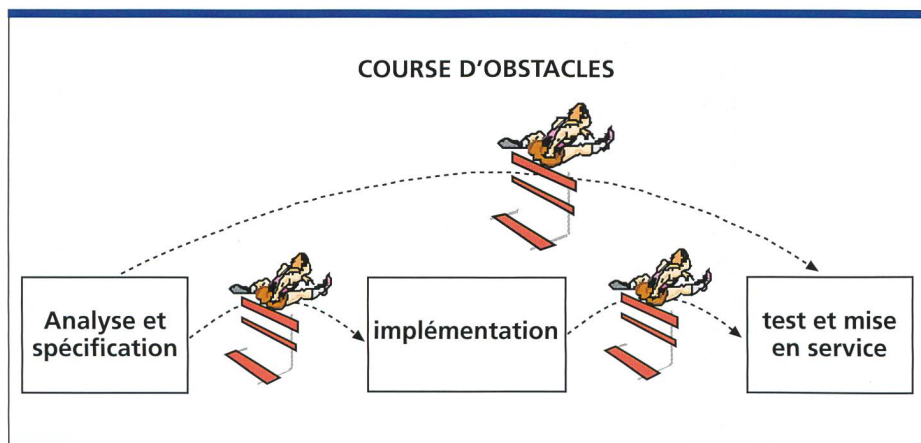 COURSE D'OBSTACLES
Analyse et
spécification
implémentation
test et mise
en service